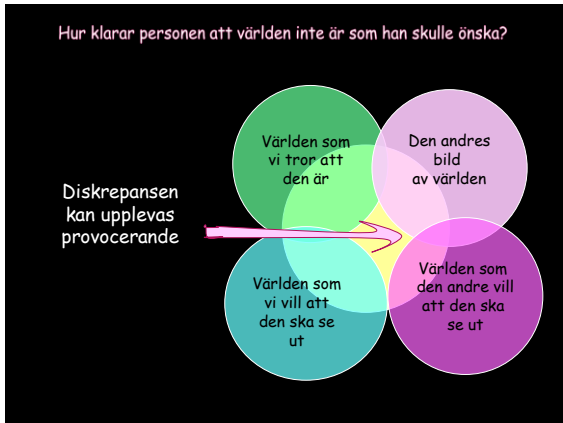 Hur klarar personen att världen inte är som han skulle önska?
Världen som
vi tror att
den är
Den andres
bild
av världen
Diskrepansen
kan upplevas
provocerande
Världen som
vi vill att
den ska se
ut
Världen som
den andre vill
att den ska
se ut